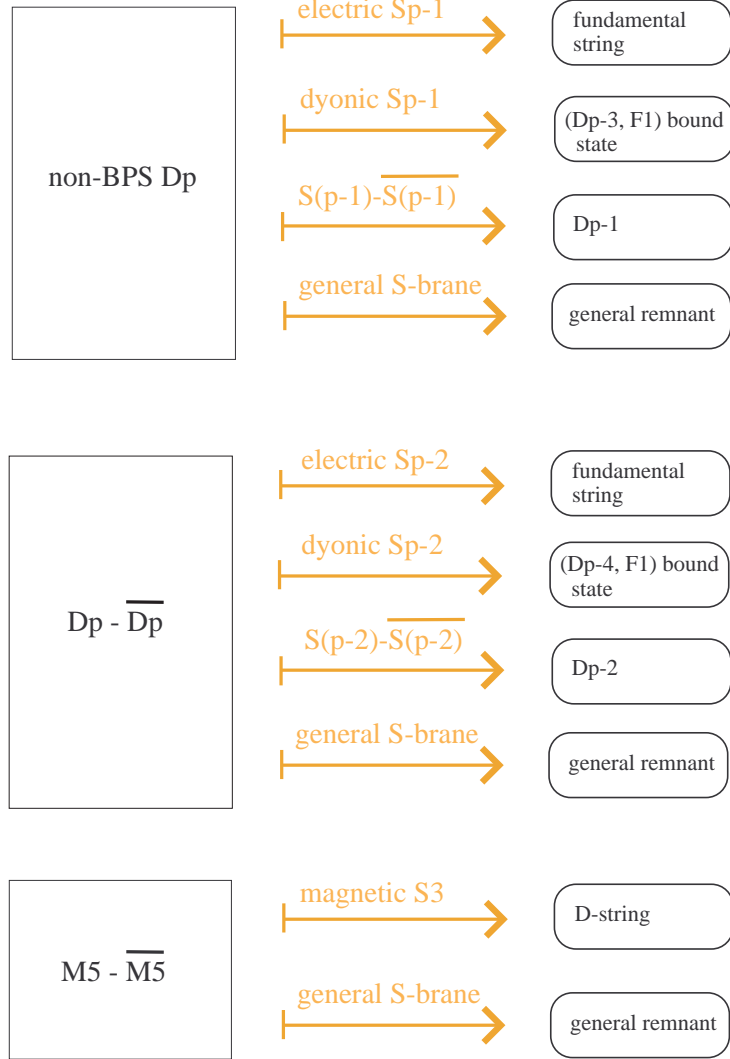 electric Sp-1
fundamental
string
dyonic Sp-1
(Dp-3, F1) bound
state
non-BPS Dp
S(p-1)-S̅(̅p̅-̅1̅)̅
Dp-1
general S-brane
general remnant
electric Sp-2
fundamental
string
dyonic Sp-2
(Dp-4, F1) bound
state
Dp - D̅p̅
S(p-2)-S̅(̅p̅-̅2̅)̅
Dp-2
general S-brane
general remnant
magnetic S3
D-string
M5 - M̅5̅
general S-brane
general remnant